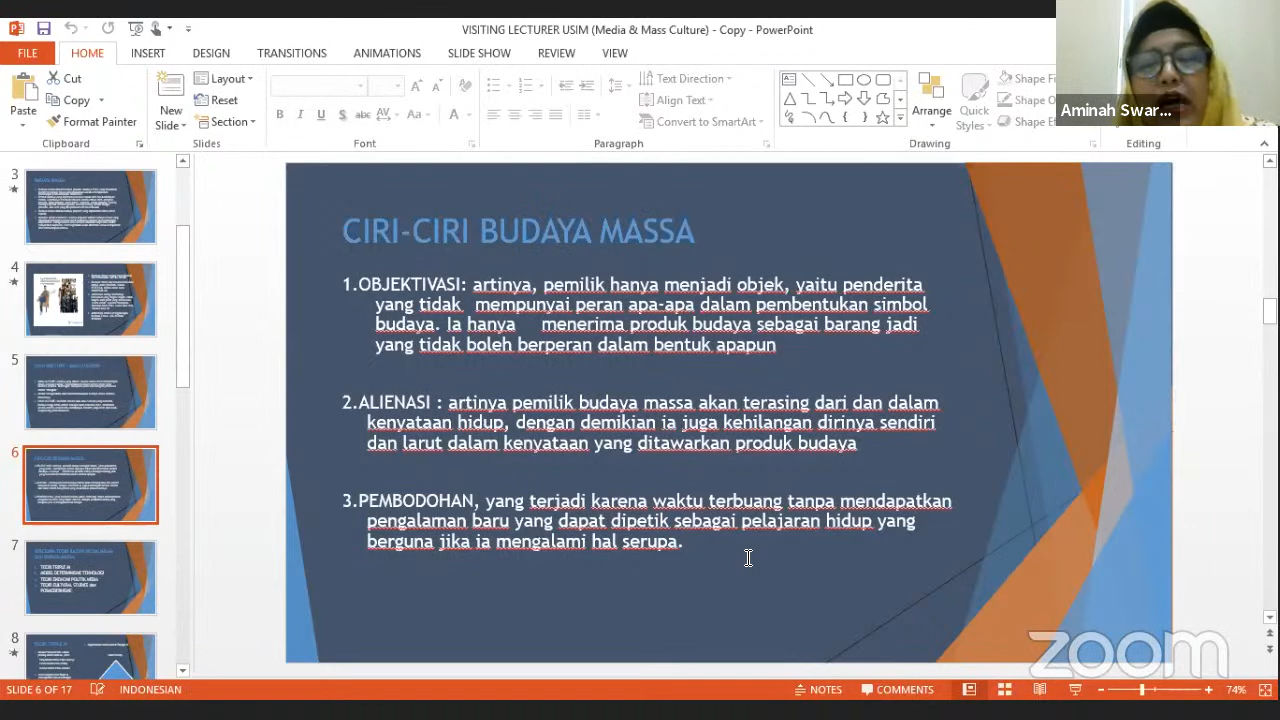 VISITING LECTURER USIM (Media & Mass Culture) - Copy - PowerPoint
FILE HOME INSERT DESIGN TRANSITIONS ANIMATIONS SLIDE SHOW REVIEW VIEW
Paste
Cut
Copy
Format Painter
Clipboard
New Slide
Layout
Reset
Section
Slides
Font
Text Direction
Align Text
Convert to SmartArt
Paragraph
Arrange
Quick Styles
Shape Fi
Shape O
Shape Ef
Drawing
Editing
Aminah Swar...
3
4
5
6
7
8
CIRI-CIRI BUDAYA MASSA
1.OBJEKTIVASI: artinya, pemilik hanya menjadi objek, yaitu penderita
yang tidak mempunyai peran apa-apa dalam pembentukan simbol
budaya. Ia hanya menerima produk budaya sebagai barang jadi
yang tidak boleh berperan dalam bentuk apapun
2.ALIENASI : artinya pemilik budaya massa akan terasing dari dan dalam
kenyataan hidup, dengan demikian ia juga kehilangan dirinya sendiri
dan larut dalam kenyataan yang ditawarkan produk budaya
3.PEMBODOHAN, yang terjadi karena waktu terbuang tanpa mendapatkan
pengalaman baru yang dapat dipetik sebagai pelajaran hidup yang
berguna jika ia mengalami hal serupa.
zoom
SLIDE 6 OF 17 INDONESIAN NOTES COMMENTS 74%